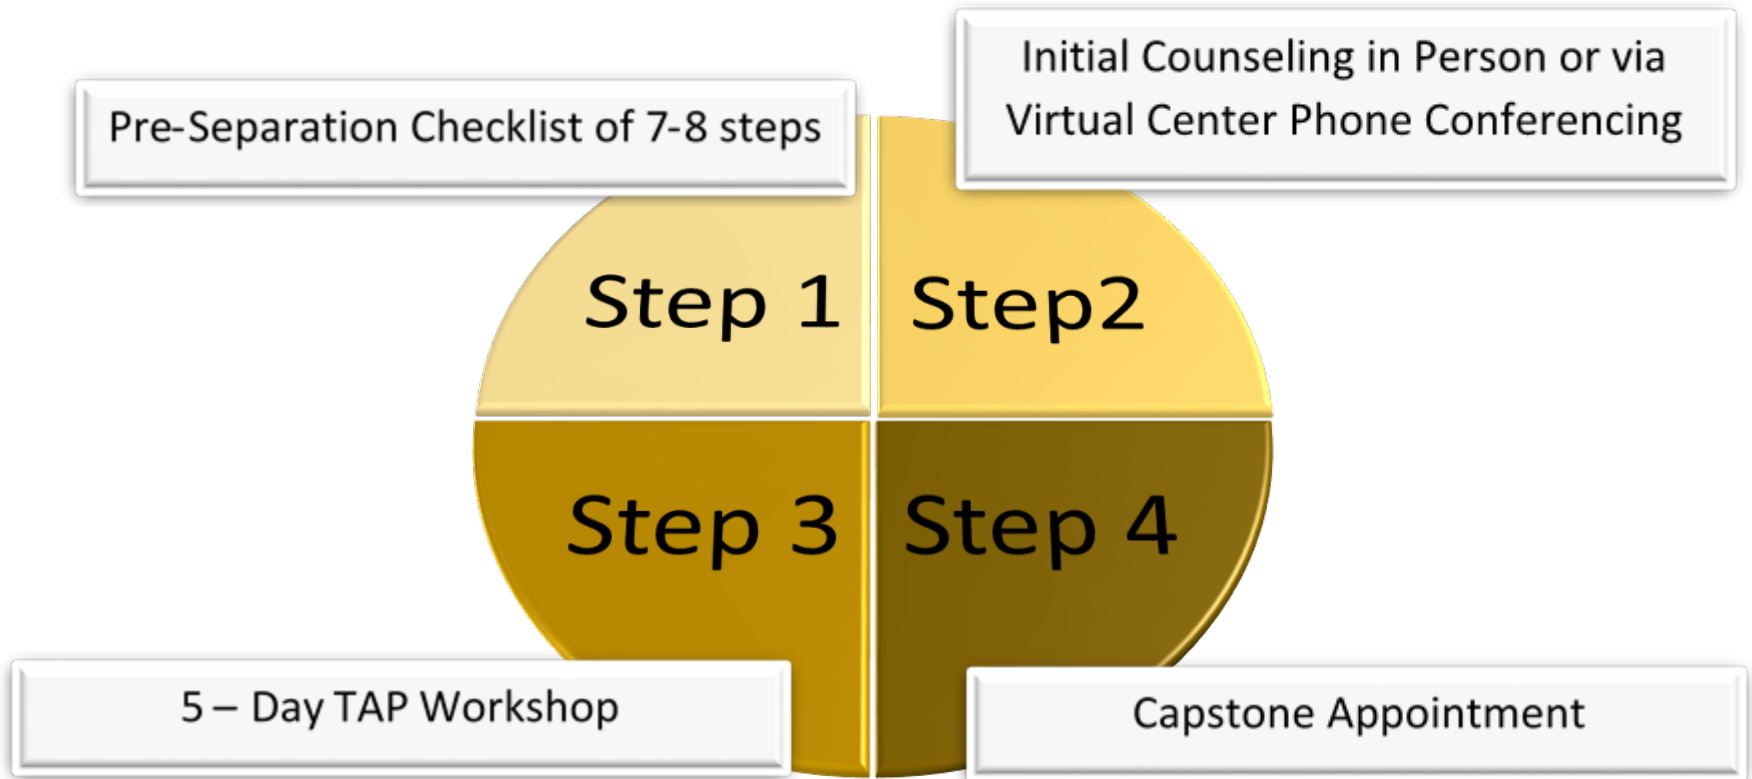 Pre-Separation Checklist of 7-8 steps
Initial Counseling in Person or via
Virtual Center Phone Conferencing
Step 1
Step2
Step 3
Step 4
5 – Day TAP Workshop
Capstone Appointment